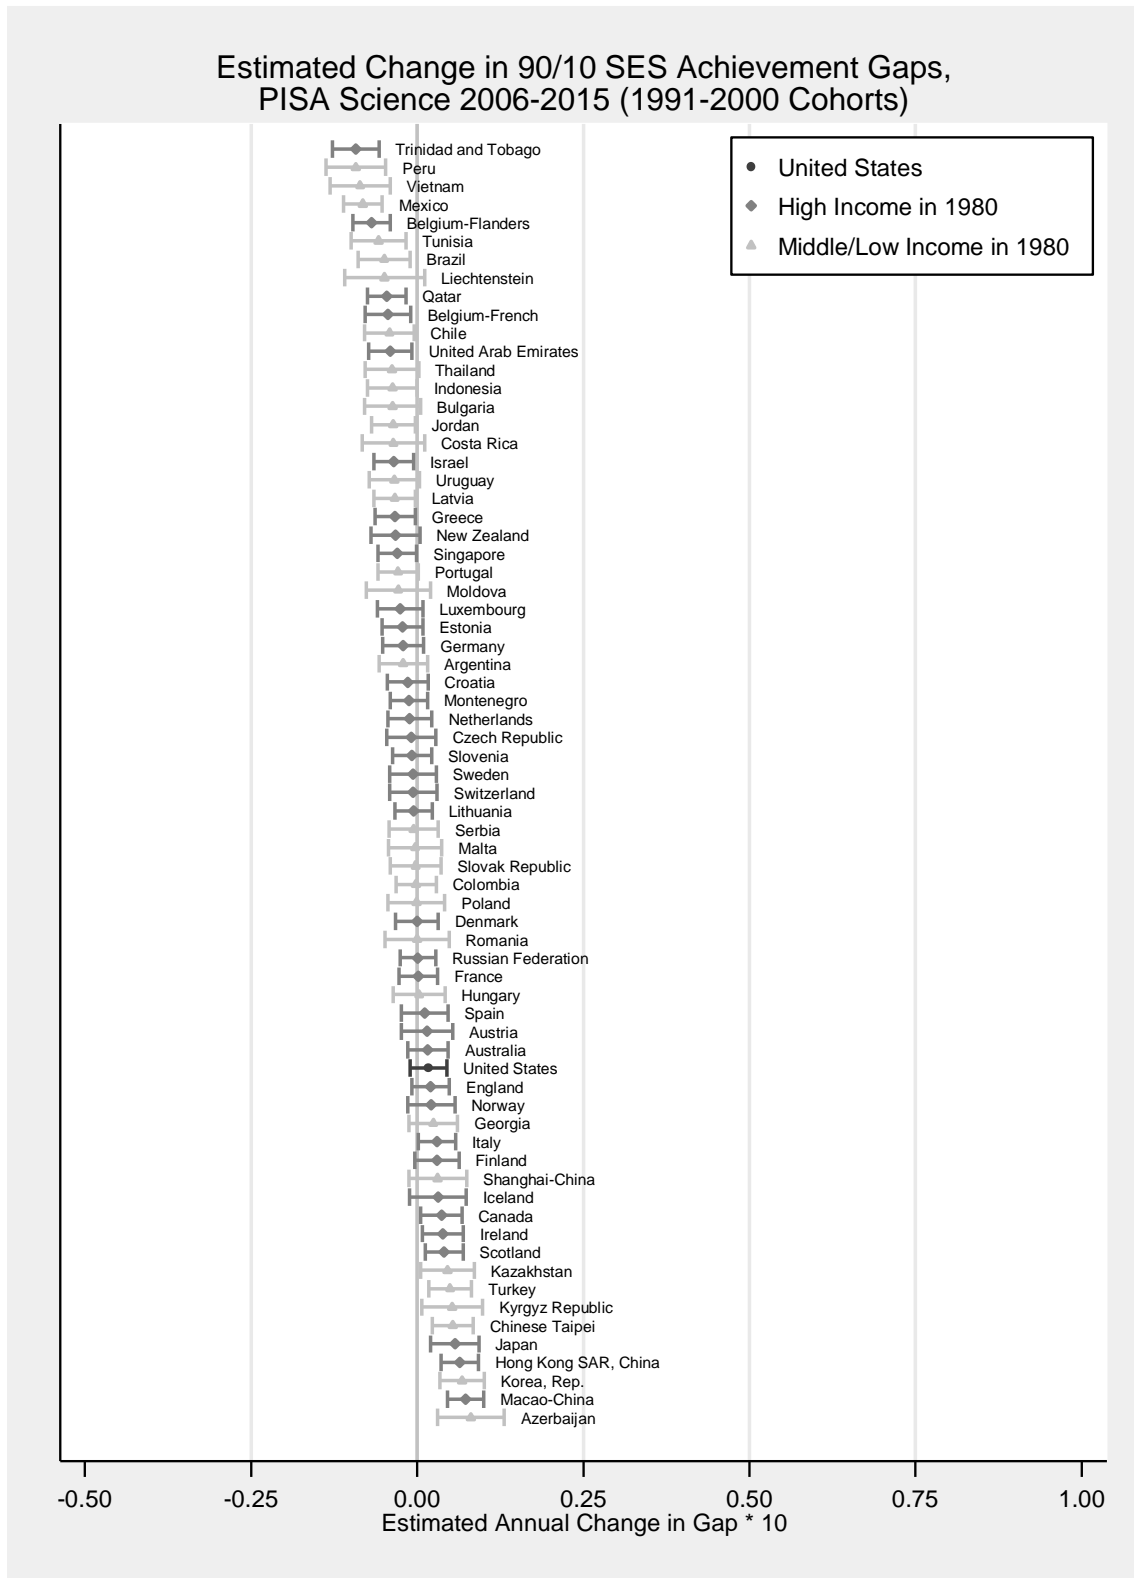 Estimated Change in 90/10 SES Achievement Gaps,
PISA Science 2006-2015 (1991-2000 Cohorts)
United States
High Income in 1980
Middle/Low Income in 1980
Trinidad and Tobago
Peru
Vietnam
Mexico
Belgium-Flanders
Tunisia
Brazil
Liechtenstein
Qatar
Belgium-French
Chile
United Arab Emirates
Thailand
Indonesia
Bulgaria
Jordan
Costa Rica
Israel
Uruguay
Latvia
Greece
New Zealand
Singapore
Portugal
Moldova
Luxembourg
Estonia
Germany
Argentina
Croatia
Montenegro
Netherlands
Czech Republic
Slovenia
Sweden
Switzerland
Lithuania
Serbia
Malta
Slovak Republic
Colombia
Poland
Denmark
Romania
Russian Federation
France
Hungary
Spain
Austria
Australia
United States
England
Norway
Georgia
Italy
Finland
Shanghai-China
Iceland
Canada
Ireland
Scotland
Kazakhstan
Turkey
Kyrgyz Republic
Chinese Taipei
Japan
Hong Kong SAR, China
Korea, Rep.
Macao-China
Azerbaijan
-0.50 -0.25 0.00 0.25 0.50 0.75 1.00
Estimated Annual Change in Gap * 10